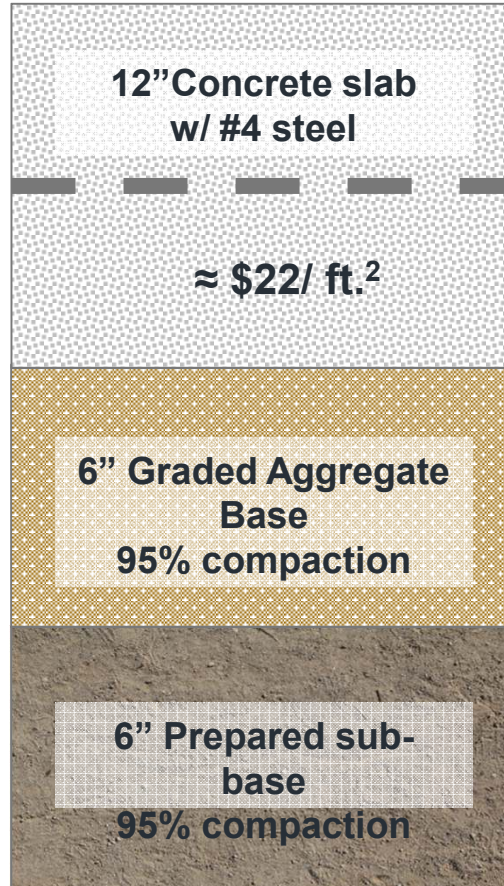 12”Concrete slab
w/ #4 steel
≈ $22/ ft.²
6” Graded Aggregate
Base
95% compaction
6” Prepared sub-
base
95% compaction